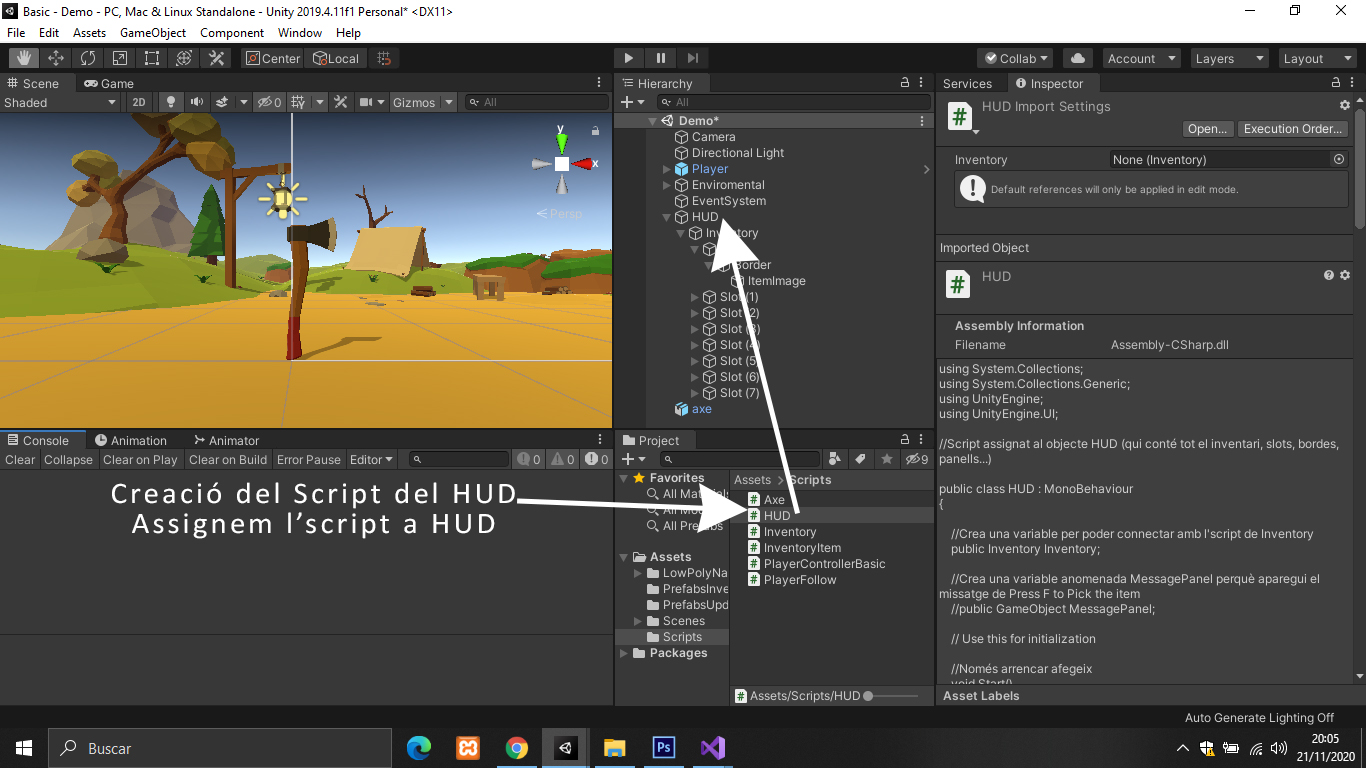 Basic - Demo - PC, Mac & Linux Standalone - Unity 2019.4.11f1 Personal* <DX11>
File Edit Assets GameObject Component Window Help
Center Local Collab Account Layers Layout
Scene Game
Shaded 2D 0 Gizmos All
y
x
Persp
Hierarchy
All
Demo*
Camera
Directional Light
Player
Enviromental
EventSystem
HUD
Inventory
Border
ItemImage
Slot (1)
Slot (2)
Slot (3)
Slot (4)
Slot (5)
Slot (6)
Slot (7)
axe
Services Inspector
HUD Import Settings
Open... Execution Order...
Inventory None (Inventory)
Default references will only be applied in edit mode.
Imported Object
HUD
Assembly Information
Filename Assembly-CSharp.dll
using System.Collections;
using System.Collections.Generic;
using UnityEngine;
using UnityEngine.UI;
//Script assignat al objecte HUD (qui conté tot el inventari, slots, bordes,
panells...)
public class HUD : MonoBehaviour
{
//Crea una variable per poder connectar amb l'script de Inventory
public Inventory Inventory;
//Crea una variable anomenada MessagePanel perquè aparegui el
missatge de Press F to Pick the item
//public GameObject MessagePanel;
// Use this for initialization
//Només arrencar afegeix
void Start()
Asset Labels
Console Animation Animator
Clear Collapse Clear on Play Clear on Build Error Pause Editor 0 0 0
Creació del Script del HUD
Assignem l’script a HUD
Project
9
Favorites
All Materials
All Mod
All Prefabs
Assets
LowPolyNa
PrefabsInve
PrefabsUpd
Scenes
Scripts
Packages
Assets > Scripts
Axe
HUD
Inventory
InventoryItem
PlayerControllerBasic
PlayerFollow
Assets/Scripts/HUD
Auto Generate Lighting Off
Buscar
Ps
20:05
21/11/2020